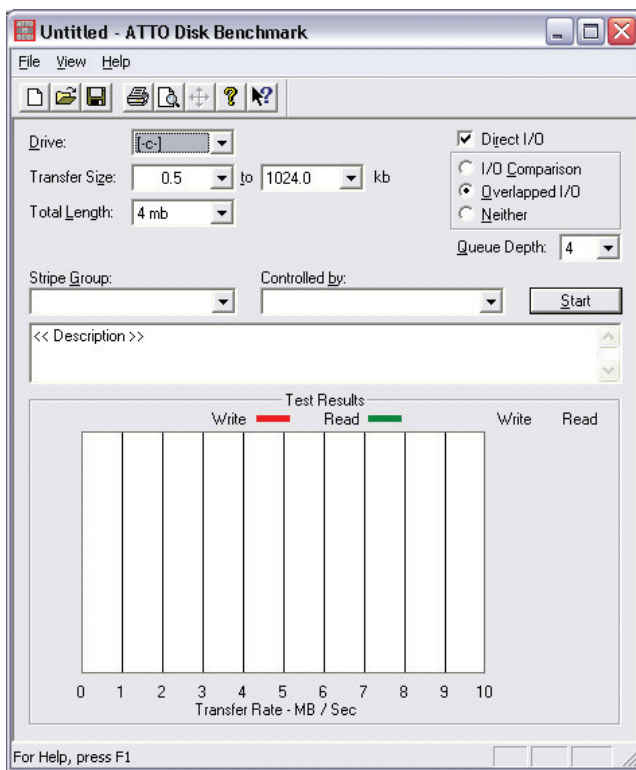 Untitled - ATTO Disk Benchmark
File View Help
Drive: [-c-]
Direct I/O
Transfer Size: 0.5 to 1024.0 kb
I/O Comparison
Overlapped I/O
Total Length: 4 mb
Neither
Queue Depth: 4
Stripe Group: Controlled by:
Start
<< Description >>
Test Results
Write Read Write Read
0 1 2 3 4 5 6 7 8 9 10
Transfer Rate - MB / Sec
For Help, press F1